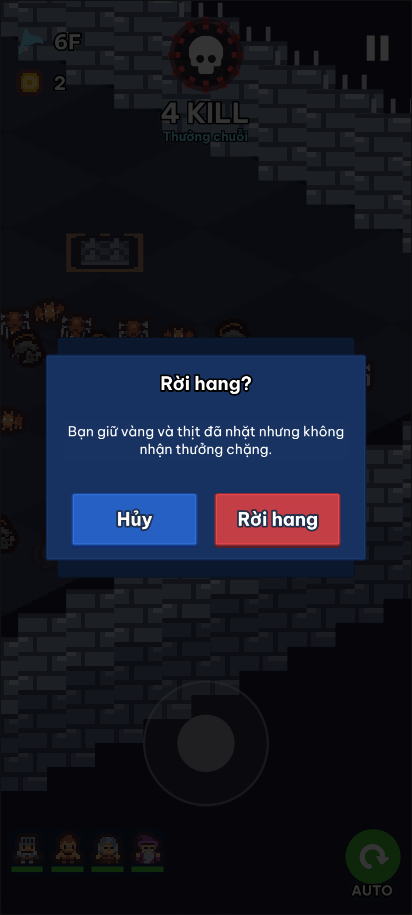 6F
2
4 KILL
Thưởng chuỗi
Rời hang?
Bạn giữ vàng và thịt đã nhặt nhưng không
nhận thưởng chặng.
Hủy
Rời hang
AUTO